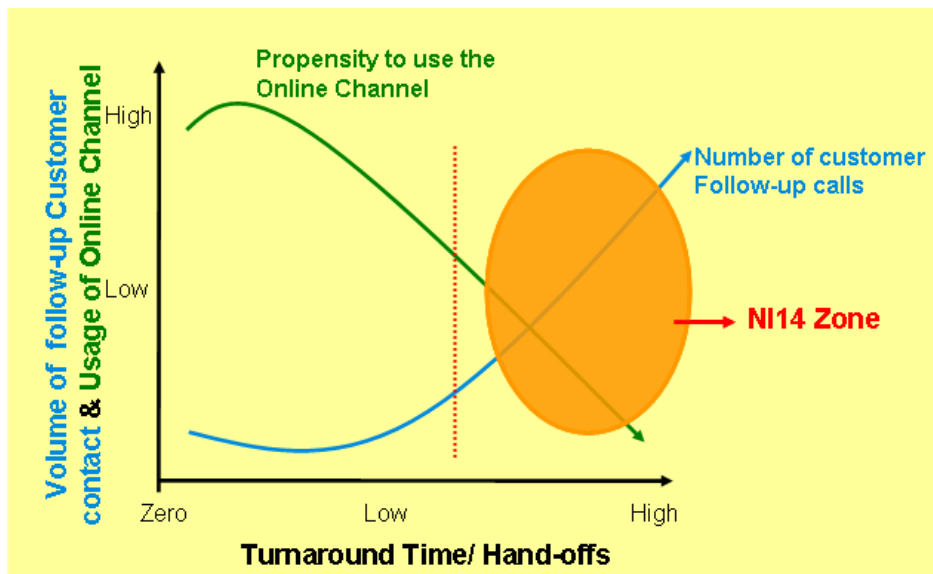 Propensity to use the
Online Channel
High
Low
Volume of follow-up Customer
contact & Usage of Online Channel
Number of customer
Follow-up calls
NI14 Zone
Zero
Low
High
Turnaround Time/ Hand-offs